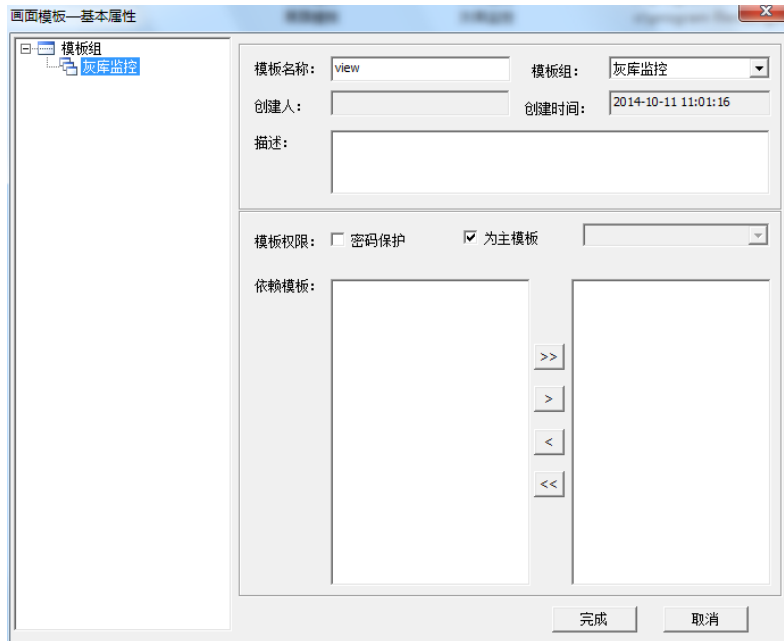 画面模板—基本属性
模板组
灰库监控
模板名称： view 模板组： 灰库监控
创建人： 创建时间： 2014-10-11 11:01:16
描述：
模板权限： 密码保护 为主模板
依赖模板：
>>
>
<
<<
完成 取消